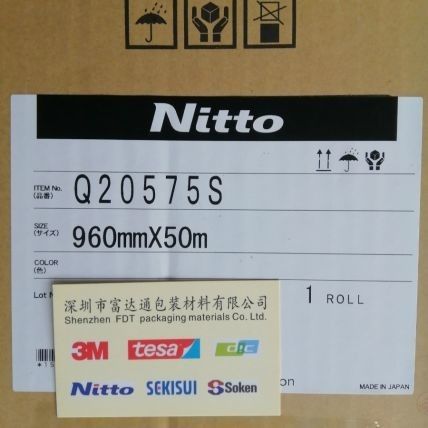 Nitto
ITEM No.
(品番)
Q20575S
SIZE
(サイズ)
960mmX50m
COLOR
(色)
Lot N
1 ROLL
深圳市富达通包装材料有限公司
Shenzhen FDT packaging materials Co. Ltd.
3M tesa dic
Nitto SEKISUI Soken
on
MADE IN JAPAN